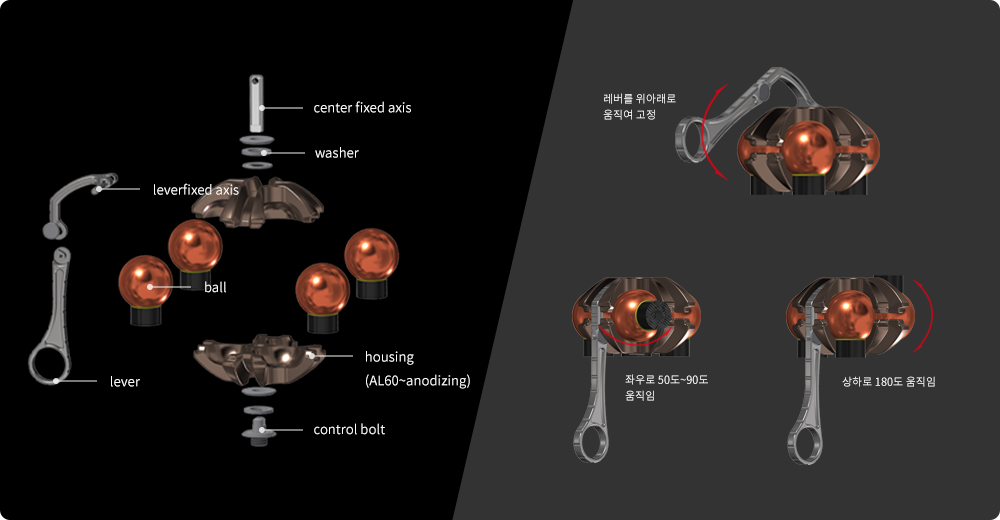 center fixed axis
washer
leverfixed axis
ball
housing
(AL60~anodizing)
lever
control bolt
레버를 위아래로
움직여 고정
좌우로 50도~90도
움직임
상하로 180도 움직임